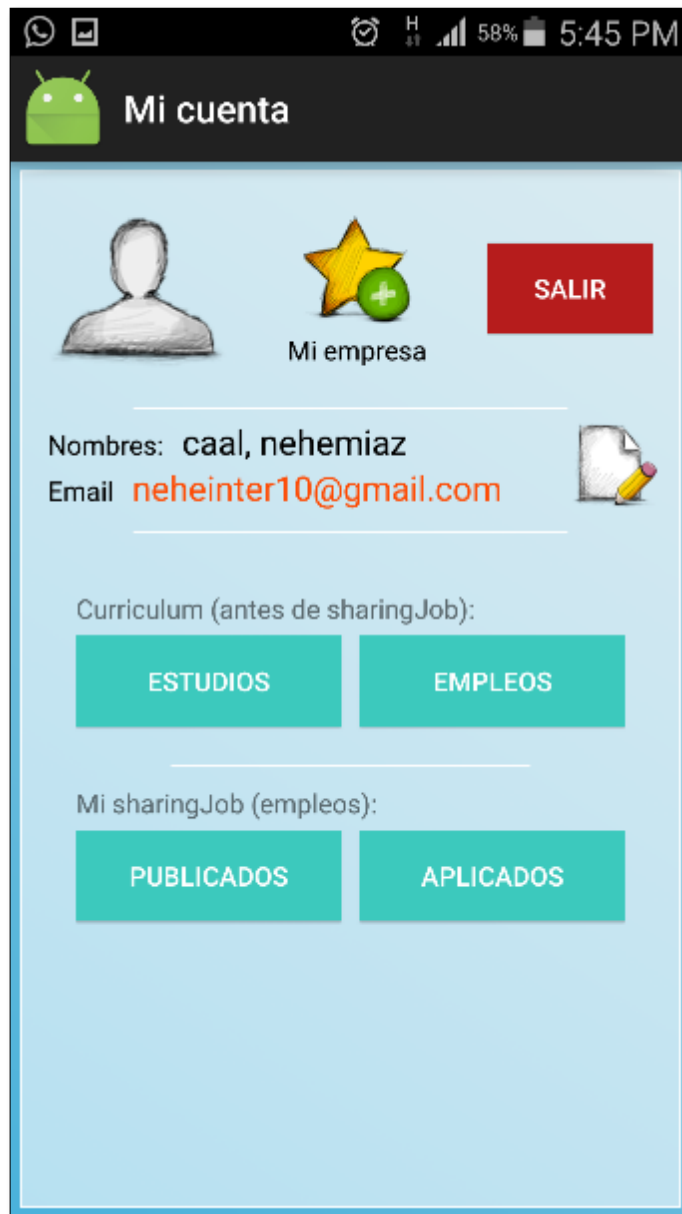 H 58% 5:45 PM
Mi cuenta
SALIR
Mi empresa
Nombres: caal, nehemiaz
Email neheinter10@gmail.com
Curriculum (antes de sharingJob):
ESTUDIOS EMPLEOS
Mi sharingJob (empleos):
PUBLICADOS APLICADOS